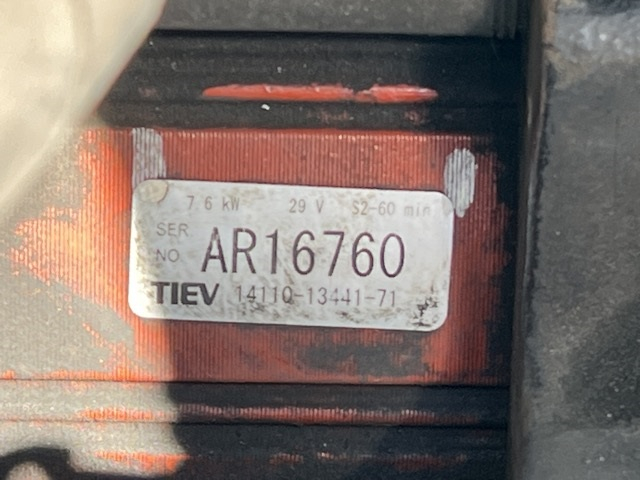 7.6 kW 29 V S2-60 min
SER NO AR16760
TIEV 14110-13441-71